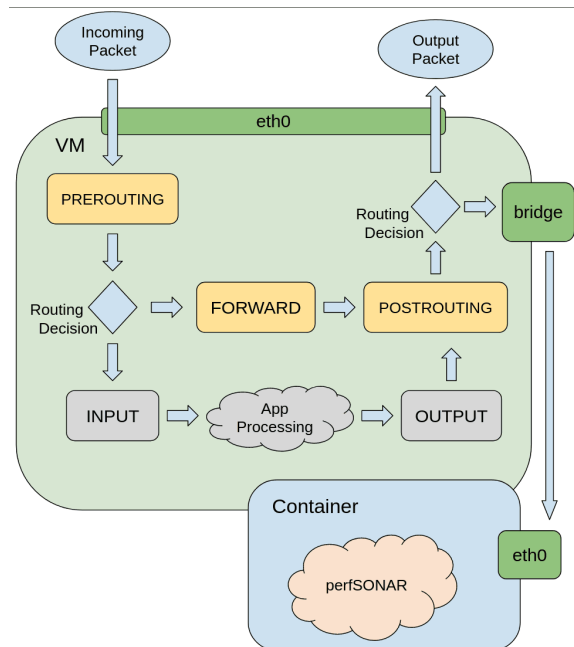 Incoming
Packet
Output
Packet
eth0
VM
PREROUTING
Routing
Decision
bridge
Routing
Decision
FORWARD
POSTROUTING
INPUT
App
Processing
OUTPUT
Container
eth0
perfSONAR